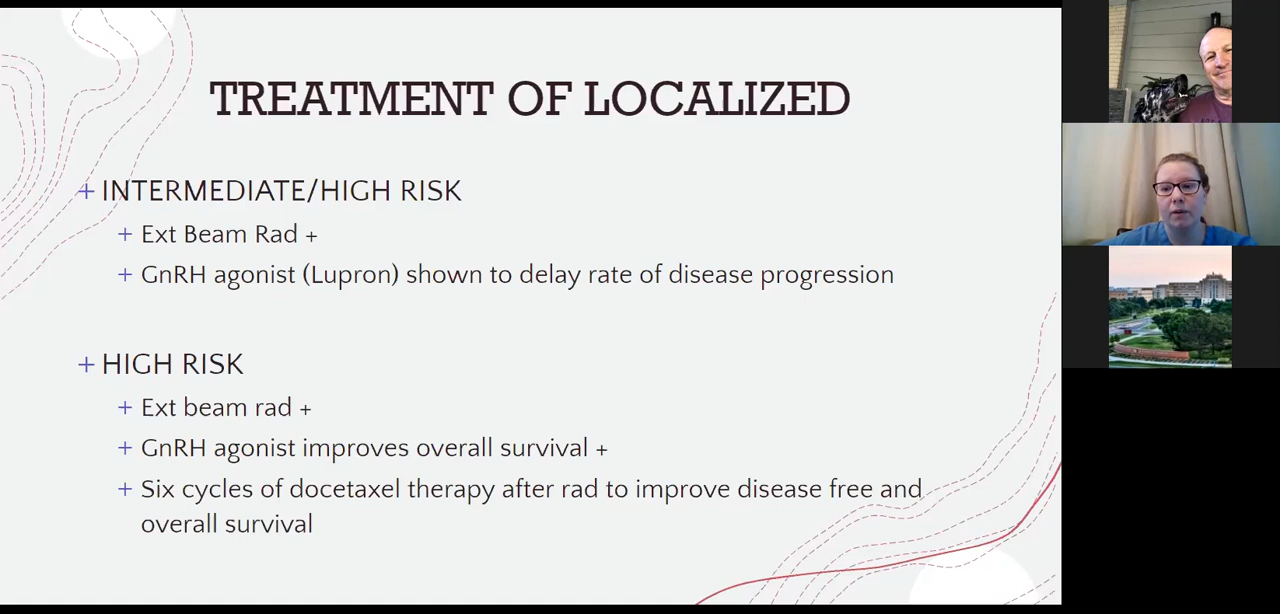 TREATMENT OF LOCALIZED
+ INTERMEDIATE/HIGH RISK
+ Ext Beam Rad +
+ GnRH agonist (Lupron) shown to delay rate of disease progression
+ HIGH RISK
+ Ext beam rad +
+ GnRH agonist improves overall survival +
+ Six cycles of docetaxel therapy after rad to improve disease free and
overall survival